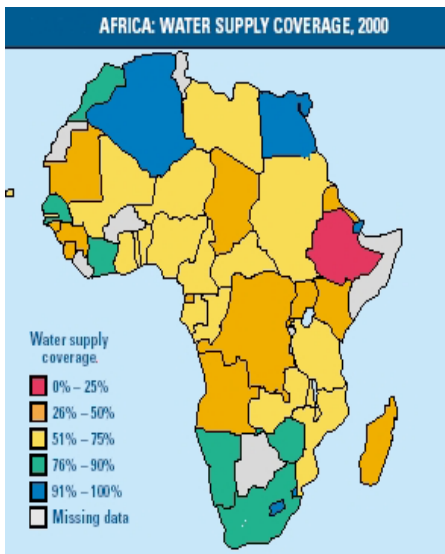 AFRICA: WATER SUPPLY COVERAGE, 2000
Water supply
coverage.
0% – 25%
26% – 50%
51% – 75%
76% – 90%
91% – 100%
Missing data